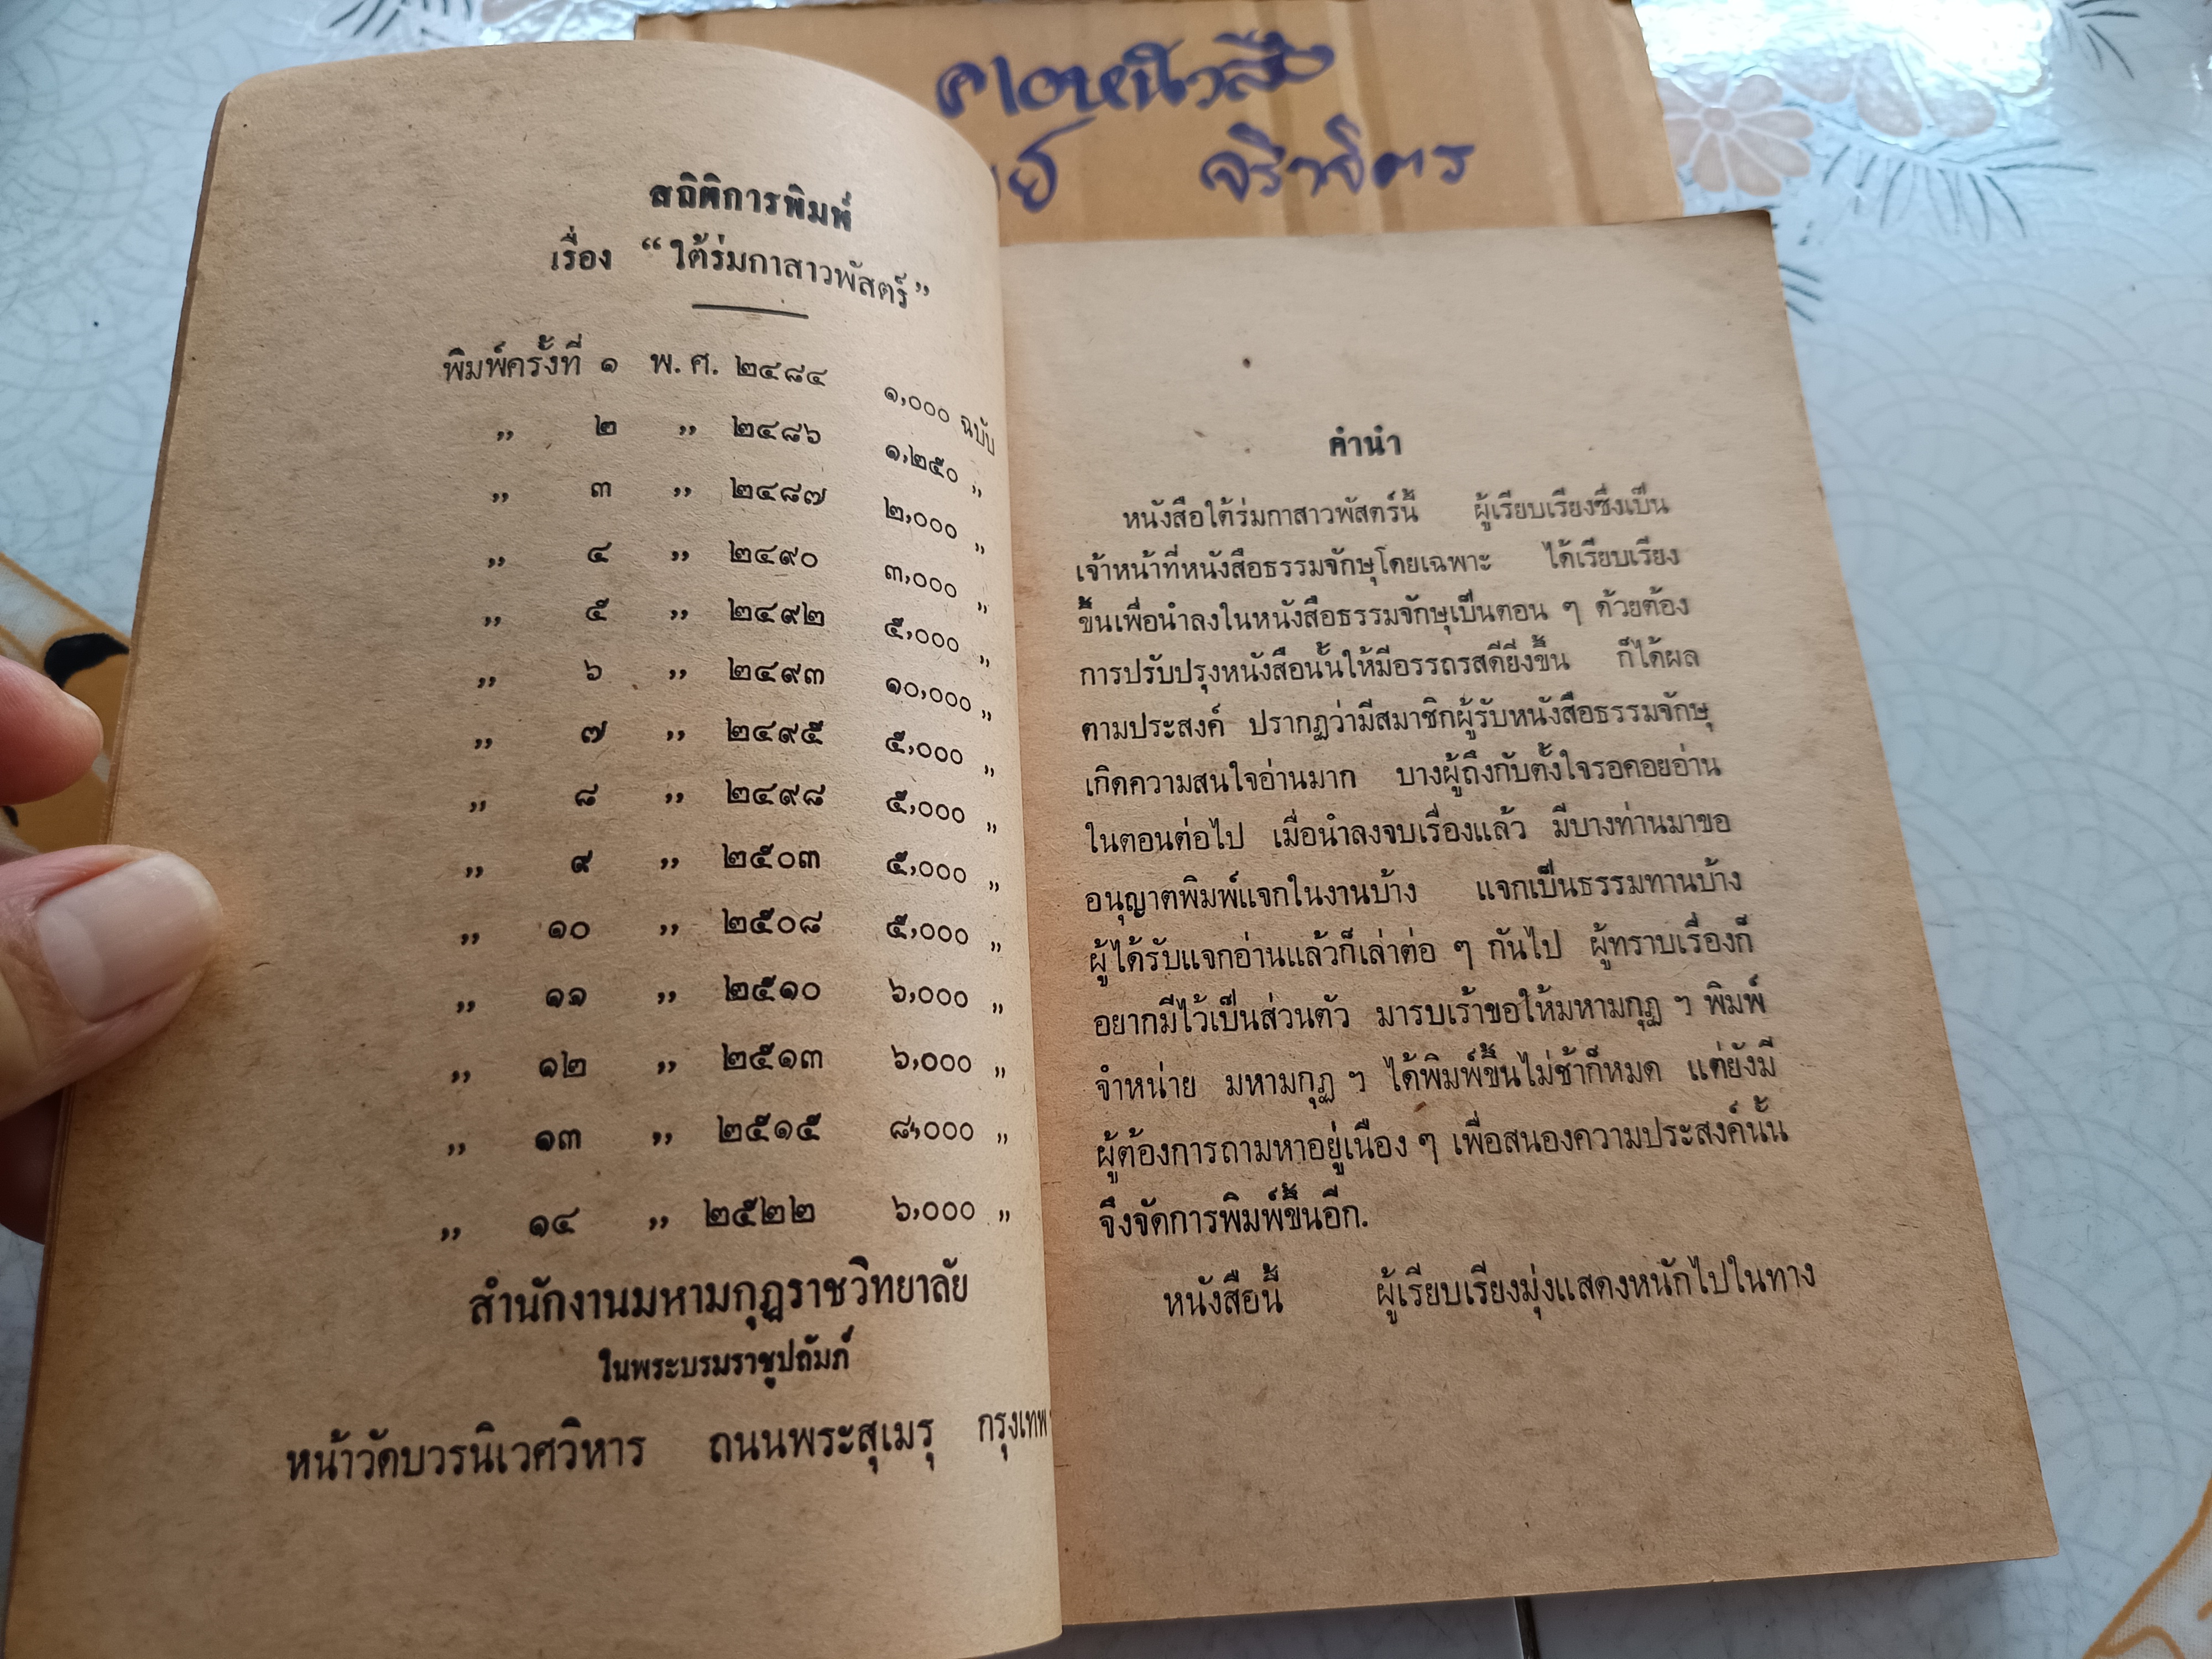 จริาจิตร
สถิติการพิมพ์
เรื่อง “ ใต้ร่มกาสาวพัสตร์ ”
พิมพ์ครั้งที่ ๑ พ. ศ. ๒๔๘๔ ๑,๐๐๐ ฉบับ
” ๒ ” ๒๔๘๖ ๑,๒๕๐ ”
” ๓ ” ๒๔๘๗ ๒,๐๐๐ ”
” ๔ ” ๒๔๙๐ ๓,๐๐๐ ”
” ๕ ” ๒๔๙๒ ๕,๐๐๐ ”
” ๖ ” ๒๔๙๓ ๑๐,๐๐๐ ”
” ๗ ” ๒๔๙๕ ๕,๐๐๐ ”
” ๘ ” ๒๔๙๘ ๕,๐๐๐ ”
” ๙ ” ๒๕๐๓ ๕,๐๐๐ ”
” ๑๐ ” ๒๕๐๘ ๕,๐๐๐ ”
” ๑๑ ” ๒๕๑๐ ๖,๐๐๐ ”
” ๑๒ ” ๒๕๑๓ ๖,๐๐๐ ”
” ๑๓ ” ๒๕๑๕ ๘,๐๐๐ ”
” ๑๔ ” ๒๕๒๒ ๖,๐๐๐ ”
สำนักงานมหามกุฏราชวิทยาลัย
ในพระบรมราชูปถัมภ์
หน้าวัดบวรนิเวศวิหาร ถนนพระสุเมรุ กรุงเทพ
คำนำ
หนังสือใต้ร่มกาสาวพัสตร์นี้ ผู้เรียบเรียงซึ่งเป็น
เจ้าหน้าที่หนังสือธรรมจักษุโดยเฉพาะ ได้เรียบเรียง
ขึ้นเพื่อนำลงในหนังสือธรรมจักษุเป็นตอน ๆ ด้วยต้อง
การปรับปรุงหนังสือนั้นให้มีอรรถรสดียิ่งขึ้น ก็ได้ผล
ตามประสงค์ ปรากฏว่ามีสมาชิกผู้รับหนังสือธรรมจักษุ
เกิดความสนใจอ่านมาก บางผู้ถึงกับตั้งใจรอคอยอ่าน
ในตอนต่อไป เมื่อนำลงจบเรื่องแล้ว มีบางท่านมาขอ
อนุญาตพิมพ์แจกในงานบ้าง แจกเป็นธรรมทานบ้าง
ผู้ได้รับแจกอ่านแล้วก็เล่าต่อ ๆ กันไป ผู้ทราบเรื่องก็
อยากมีไว้เป็นส่วนตัว มารบเร้าขอให้มหามกุฏ ฯ พิมพ์
จำหน่าย มหามกุฏ ฯ ได้พิมพ์ขึ้นไม่ช้าก็หมด แต่ยังมี
ผู้ต้องการถามหาอยู่เนือง ๆ เพื่อสนองความประสงค์นั้น
จึงจัดการพิมพ์ขึ้นอีก.
หนังสือนี้ ผู้เรียบเรียงมุ่งแสดงหนักไปในทาง